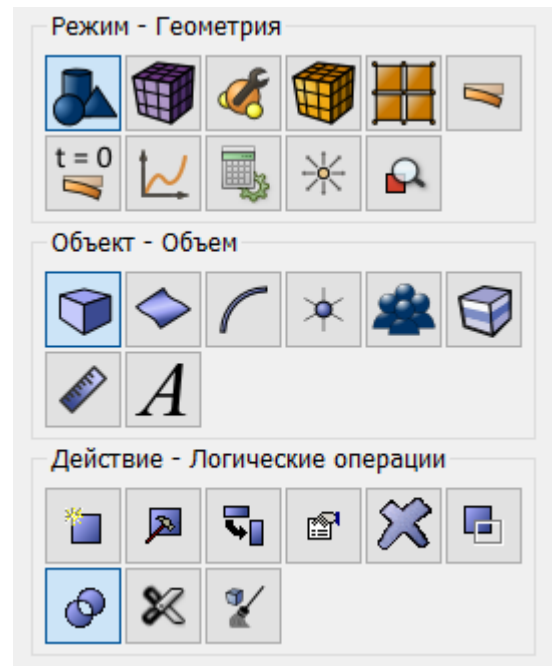 Режим - Геометрия
t = 0
Объект - Объем
A
Действие - Логические операции